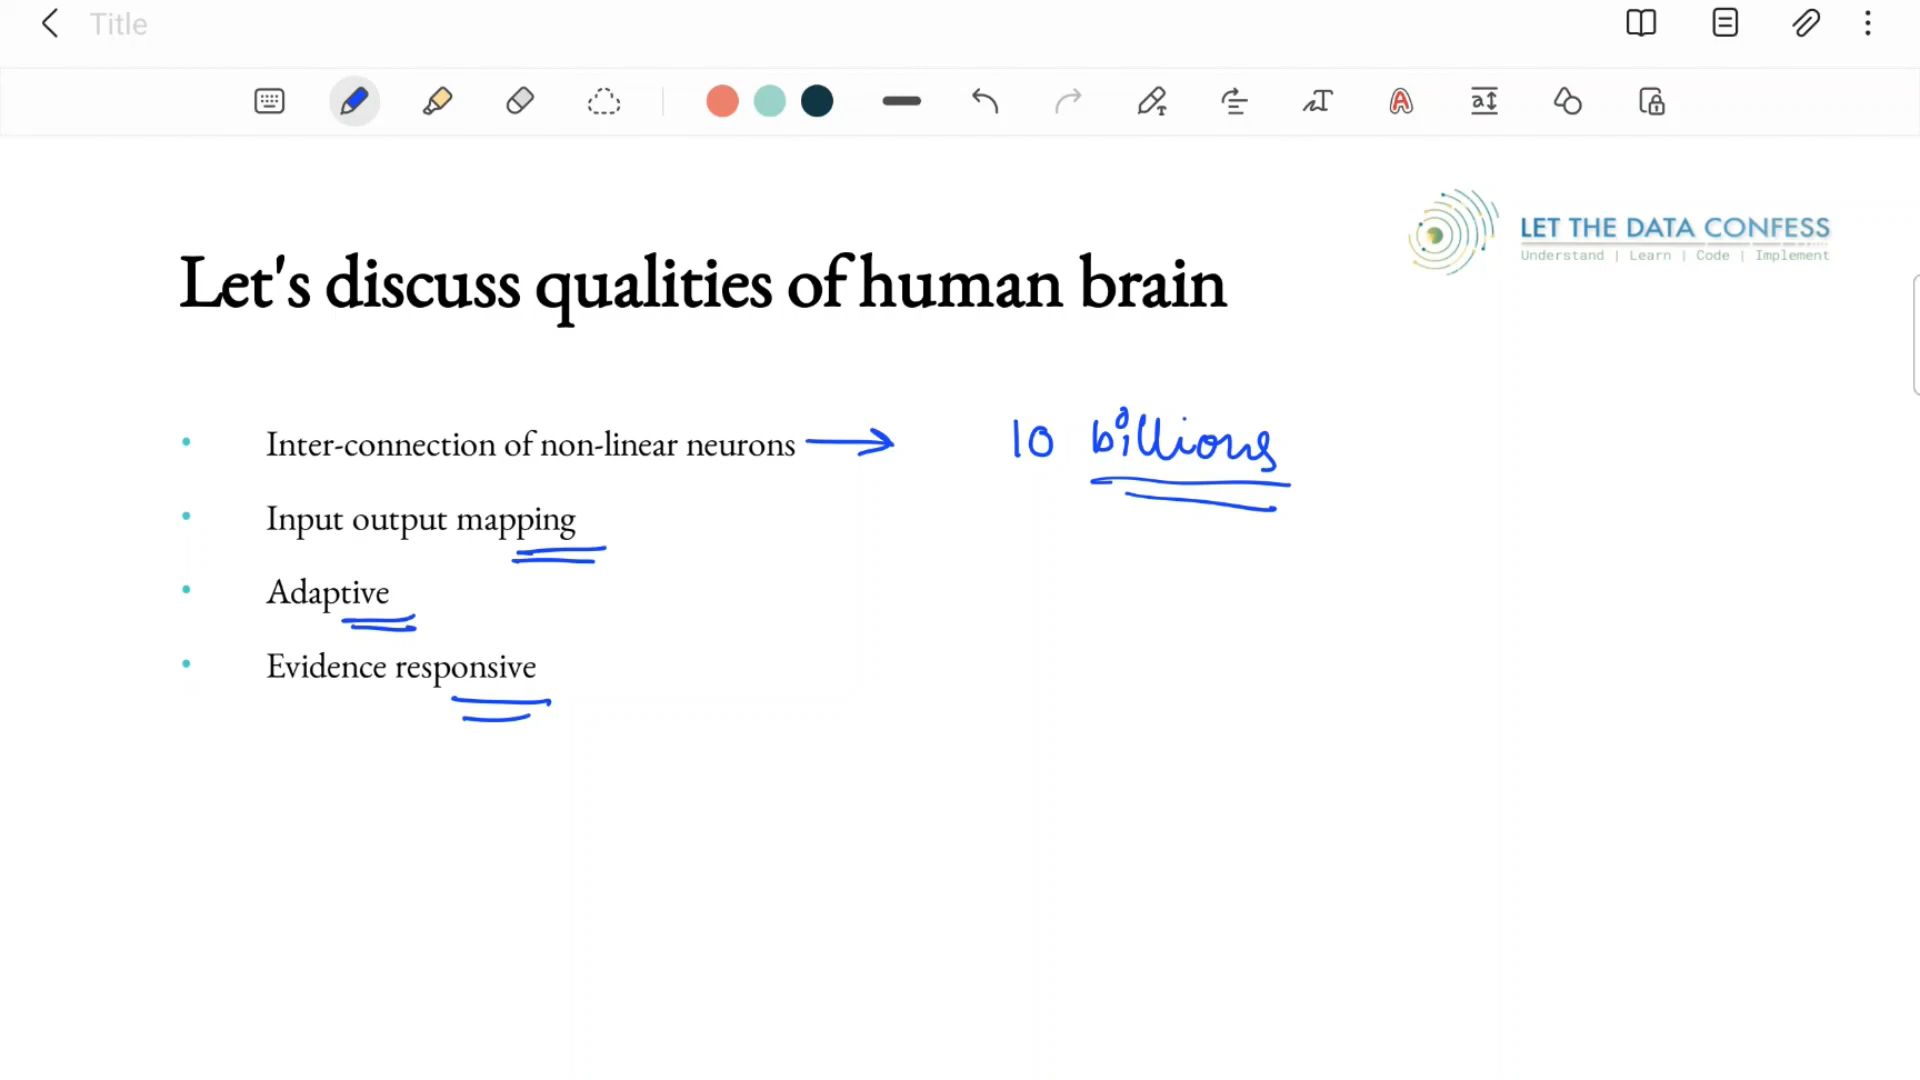 Title
LET THE DATA CONFESS
Understand | Learn | Code | Implement
Let's discuss qualities of human brain
• Inter-connection of non-linear neurons → 10 billions
• Input output mapping
• Adaptive
• Evidence responsive